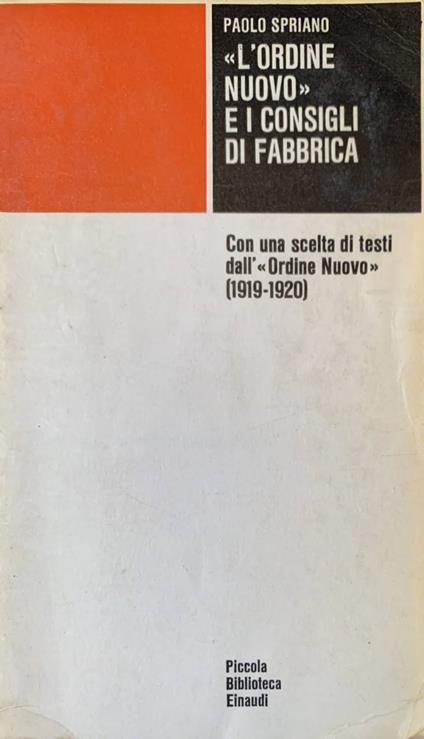 PAOLO SPRIANO
«L'ORDINE
NUOVO»
E I CONSIGLI
DI FABBRICA
Con una scelta di testi
dall'«Ordine Nuovo»
(1919-1920)
Piccola
Biblioteca
Einaudi